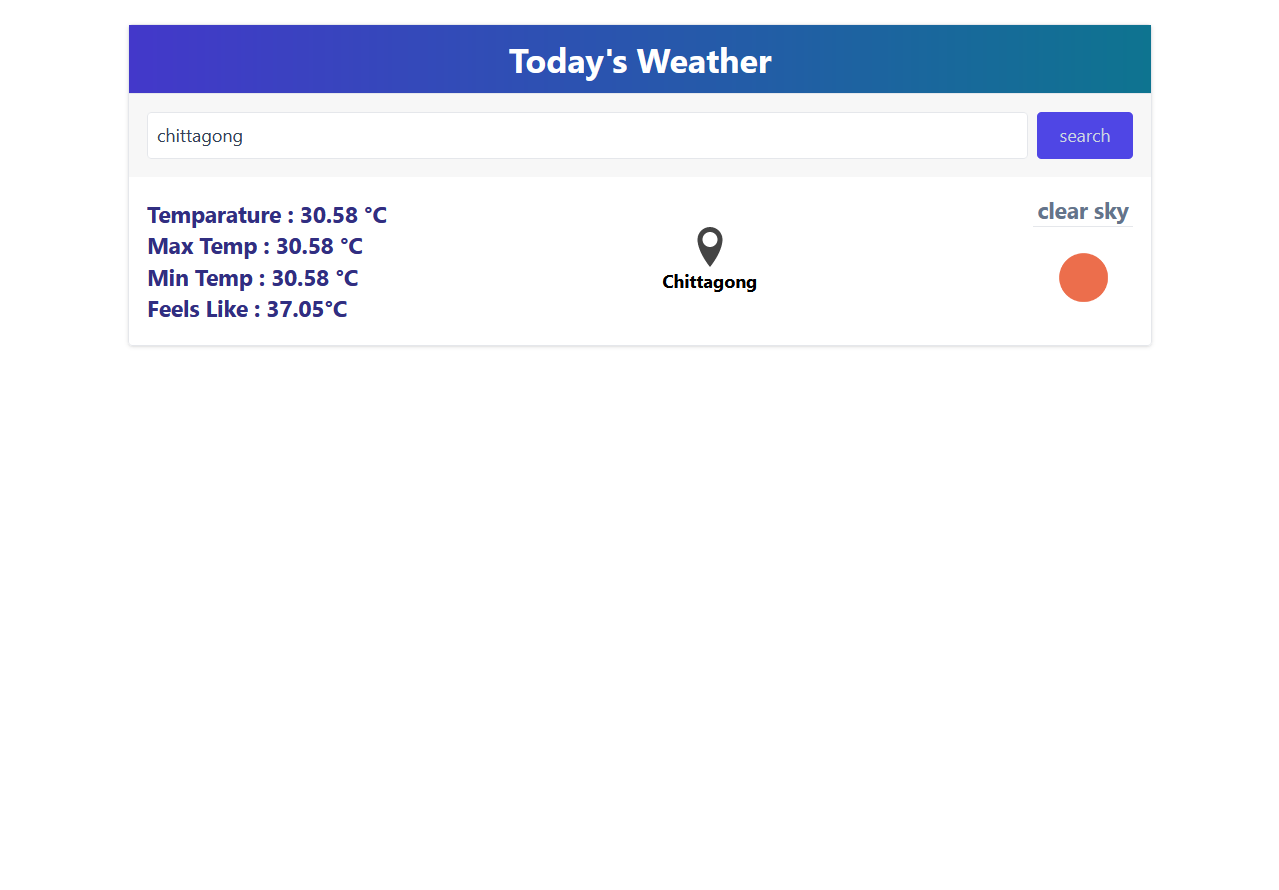 Today's Weather
chittagong
search
Temparature : 30.58 °C
Max Temp : 30.58 °C
Min Temp : 30.58 °C
Feels Like : 37.05°C
Chittagong
clear sky